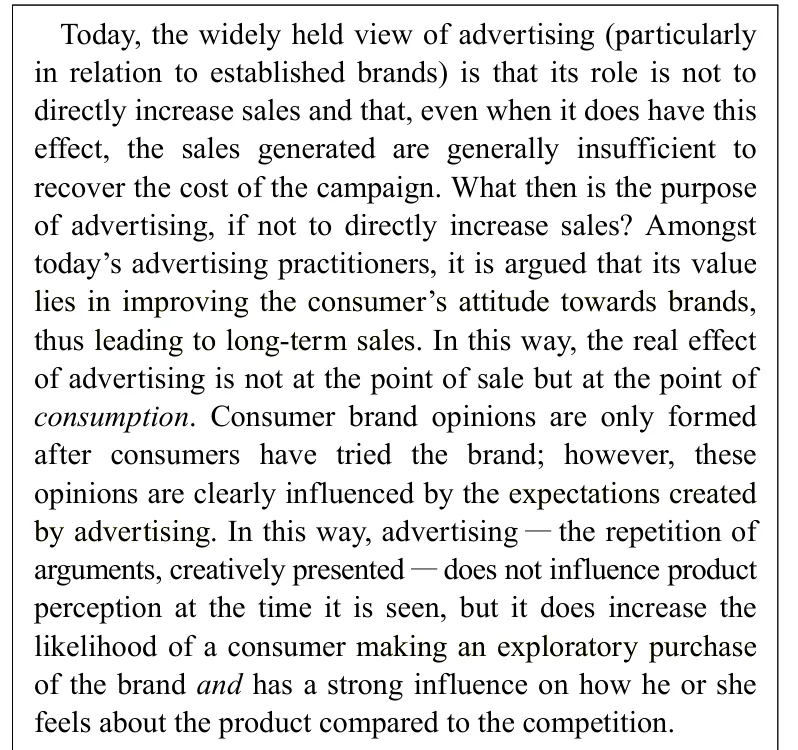 Today, the widely held view of advertising (particularly
in relation to established brands) is that its role is not to
directly increase sales and that, even when it does have this
effect, the sales generated are generally insufficient to
recover the cost of the campaign. What then is the purpose
of advertising, if not to directly increase sales? Amongst
today’s advertising practitioners, it is argued that its value
lies in improving the consumer’s attitude towards brands,
thus leading to long-term sales. In this way, the real effect
of advertising is not at the point of sale but at the point of
consumption. Consumer brand opinions are only formed
after consumers have tried the brand; however, these
opinions are clearly influenced by the expectations created
by advertising. In this way, advertising — the repetition of
arguments, creatively presented — does not influence product
perception at the time it is seen, but it does increase the
likelihood of a consumer making an exploratory purchase
of the brand and has a strong influence on how he or she
feels about the product compared to the competition.